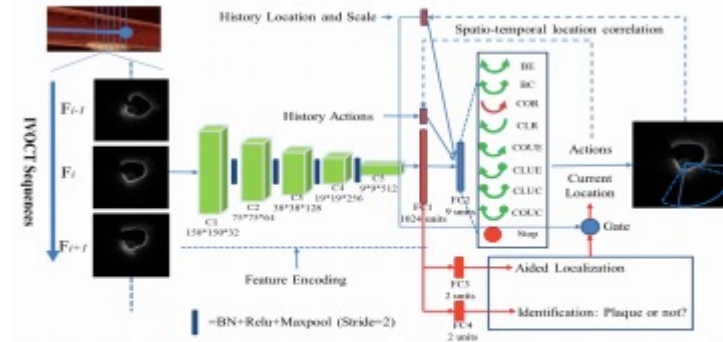 History Location and Scale
Spatio-temporal location correlation
IVOCT Sequences
Ft-1
Ft
Ft+1
History Actions
BE
BC
COR
CLR
COUE
CLUE
CLUC
COUC
Stop
Actions
Current
Location
Gate
C1
150*150*32
C2
75*75*64
C3
38*38*128
C4
19*19*256
C5
9*9*512
FC1
1024 units
FC2
9 units
Feature Encoding
FC3
2 units
FC4
2 units
Aided Localization
Identification: Plaque or not?
=BN+Relu+Maxpool (Stride=2)